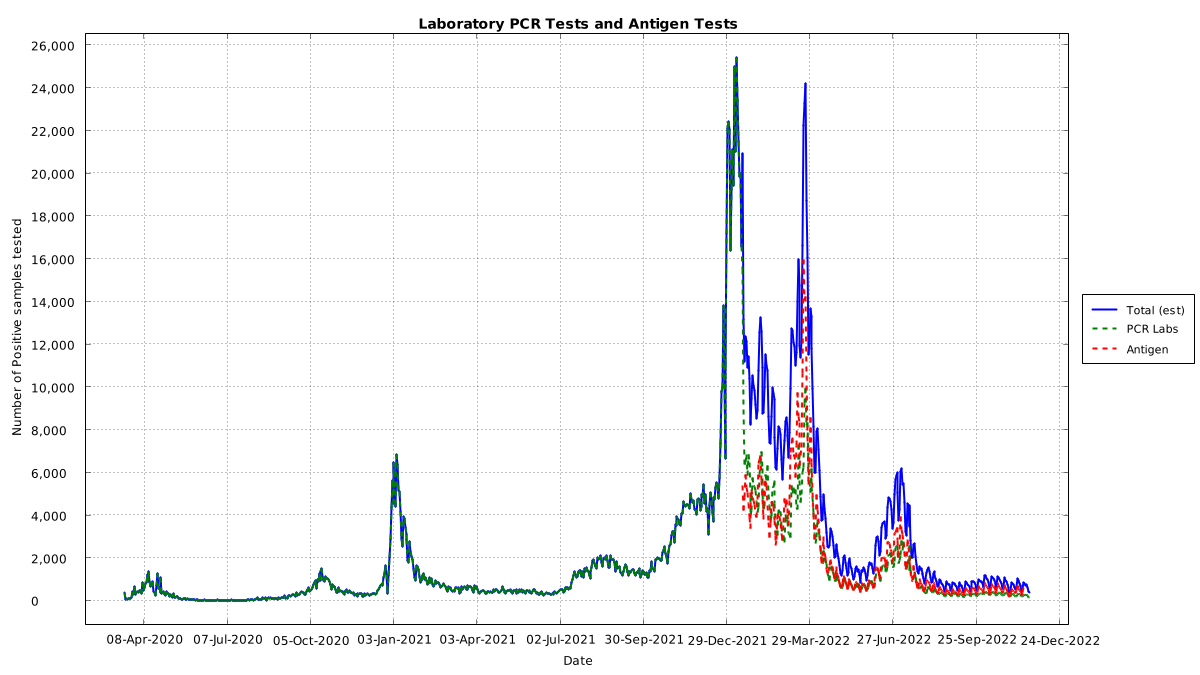 Laboratory PCR Tests and Antigen Tests
26,000
24,000
22,000
20,000
18,000
16,000
14,000
12,000
10,000
8,000
6,000
4,000
2,000
0
Number of Positive samples tested
08-Apr-2020 07-Jul-2020 05-Oct-2020 03-Jan-2021 03-Apr-2021 02-Jul-2021 30-Sep-2021 29-Dec-2021 29-Mar-2022 27-Jun-2022 25-Sep-2022 24-Dec-2022
Date
Total (est)
PCR Labs
Antigen